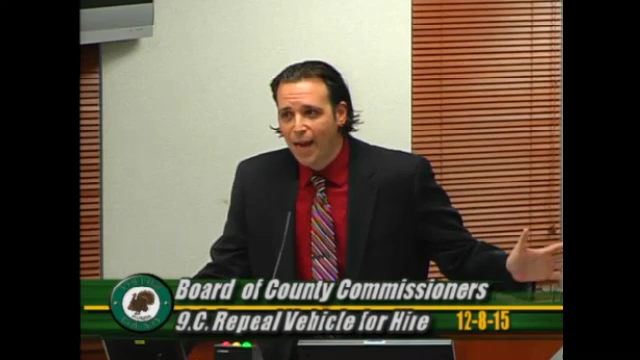 Board of County Commissioners
9.C. Repeal Vehicle for Hire 12-8-15